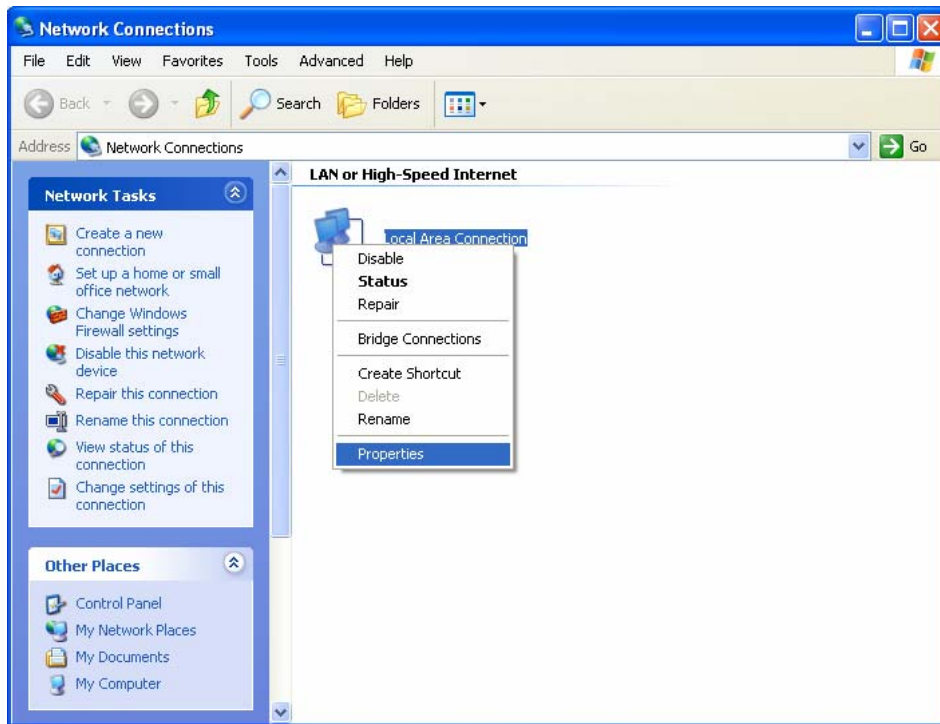 Network Connections
File Edit View Favorites Tools Advanced Help
Back Search Folders
Address Network Connections Go
Network Tasks
Create a new
connection
Set up a home or small
office network
Change Windows
Firewall settings
Disable this network
device
Repair this connection
Rename this connection
View status of this
connection
Change settings of this
connection
Other Places
Control Panel
My Network Places
My Documents
My Computer
LAN or High-Speed Internet
Local Area Connection
Disable
Status
Repair
Bridge Connections
Create Shortcut
Delete
Rename
Properties